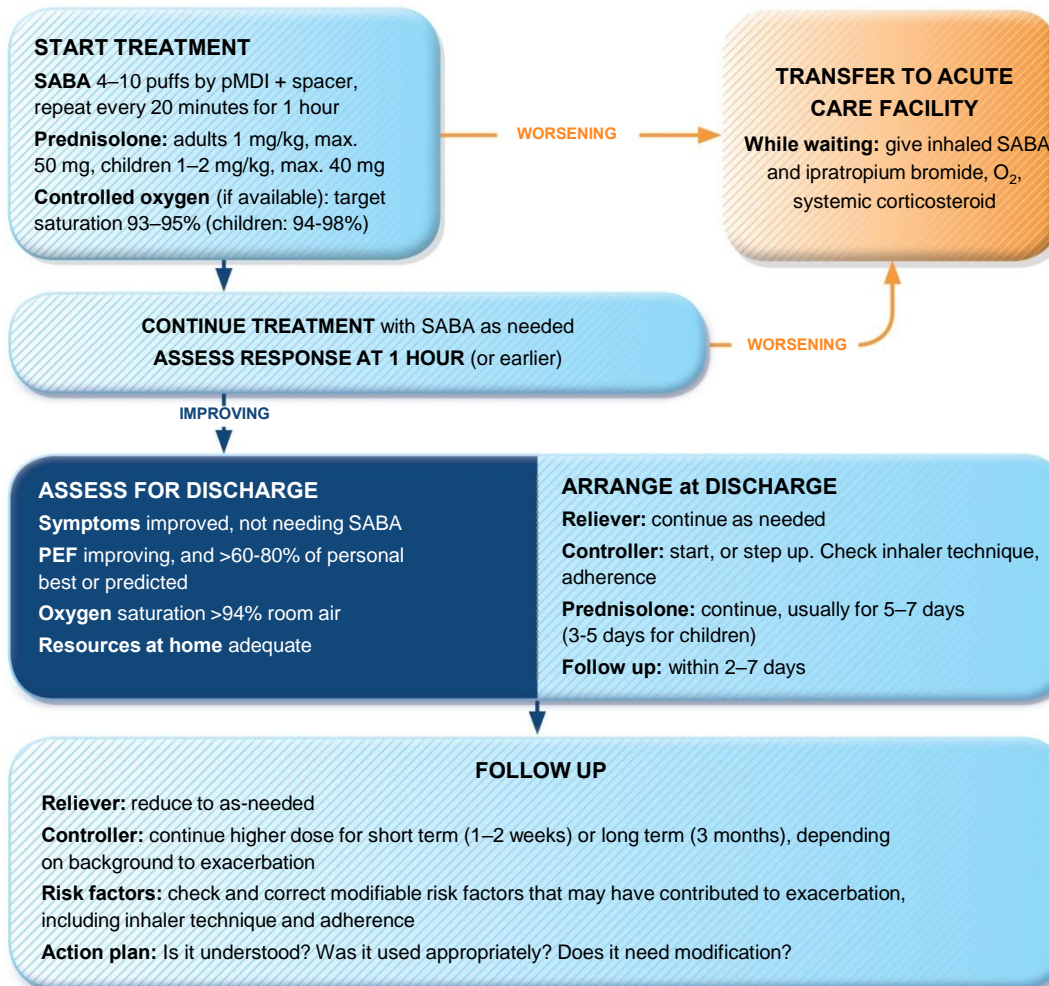 START TREATMENT
SABA 4–10 puffs by pMDI + spacer,
repeat every 20 minutes for 1 hour
Prednisolone: adults 1 mg/kg, max.
50 mg, children 1–2 mg/kg, max. 40 mg
Controlled oxygen (if available): target
saturation 93–95% (children: 94-98%)
WORSENING
TRANSFER TO ACUTE
CARE FACILITY
While waiting: give inhaled SABA
and ipratropium bromide, O₂,
systemic corticosteroid
CONTINUE TREATMENT with SABA as needed
ASSESS RESPONSE AT 1 HOUR (or earlier)
WORSENING
IMPROVING
ASSESS FOR DISCHARGE
Symptoms improved, not needing SABA
PEF improving, and >60-80% of personal
best or predicted
Oxygen saturation >94% room air
Resources at home adequate
ARRANGE at DISCHARGE
Reliever: continue as needed
Controller: start, or step up. Check inhaler technique,
adherence
Prednisolone: continue, usually for 5–7 days
(3-5 days for children)
Follow up: within 2–7 days
FOLLOW UP
Reliever: reduce to as-needed
Controller: continue higher dose for short term (1–2 weeks) or long term (3 months), depending
on background to exacerbation
Risk factors: check and correct modifiable risk factors that may have contributed to exacerbation,
including inhaler technique and adherence
Action plan: Is it understood? Was it used appropriately? Does it need modification?